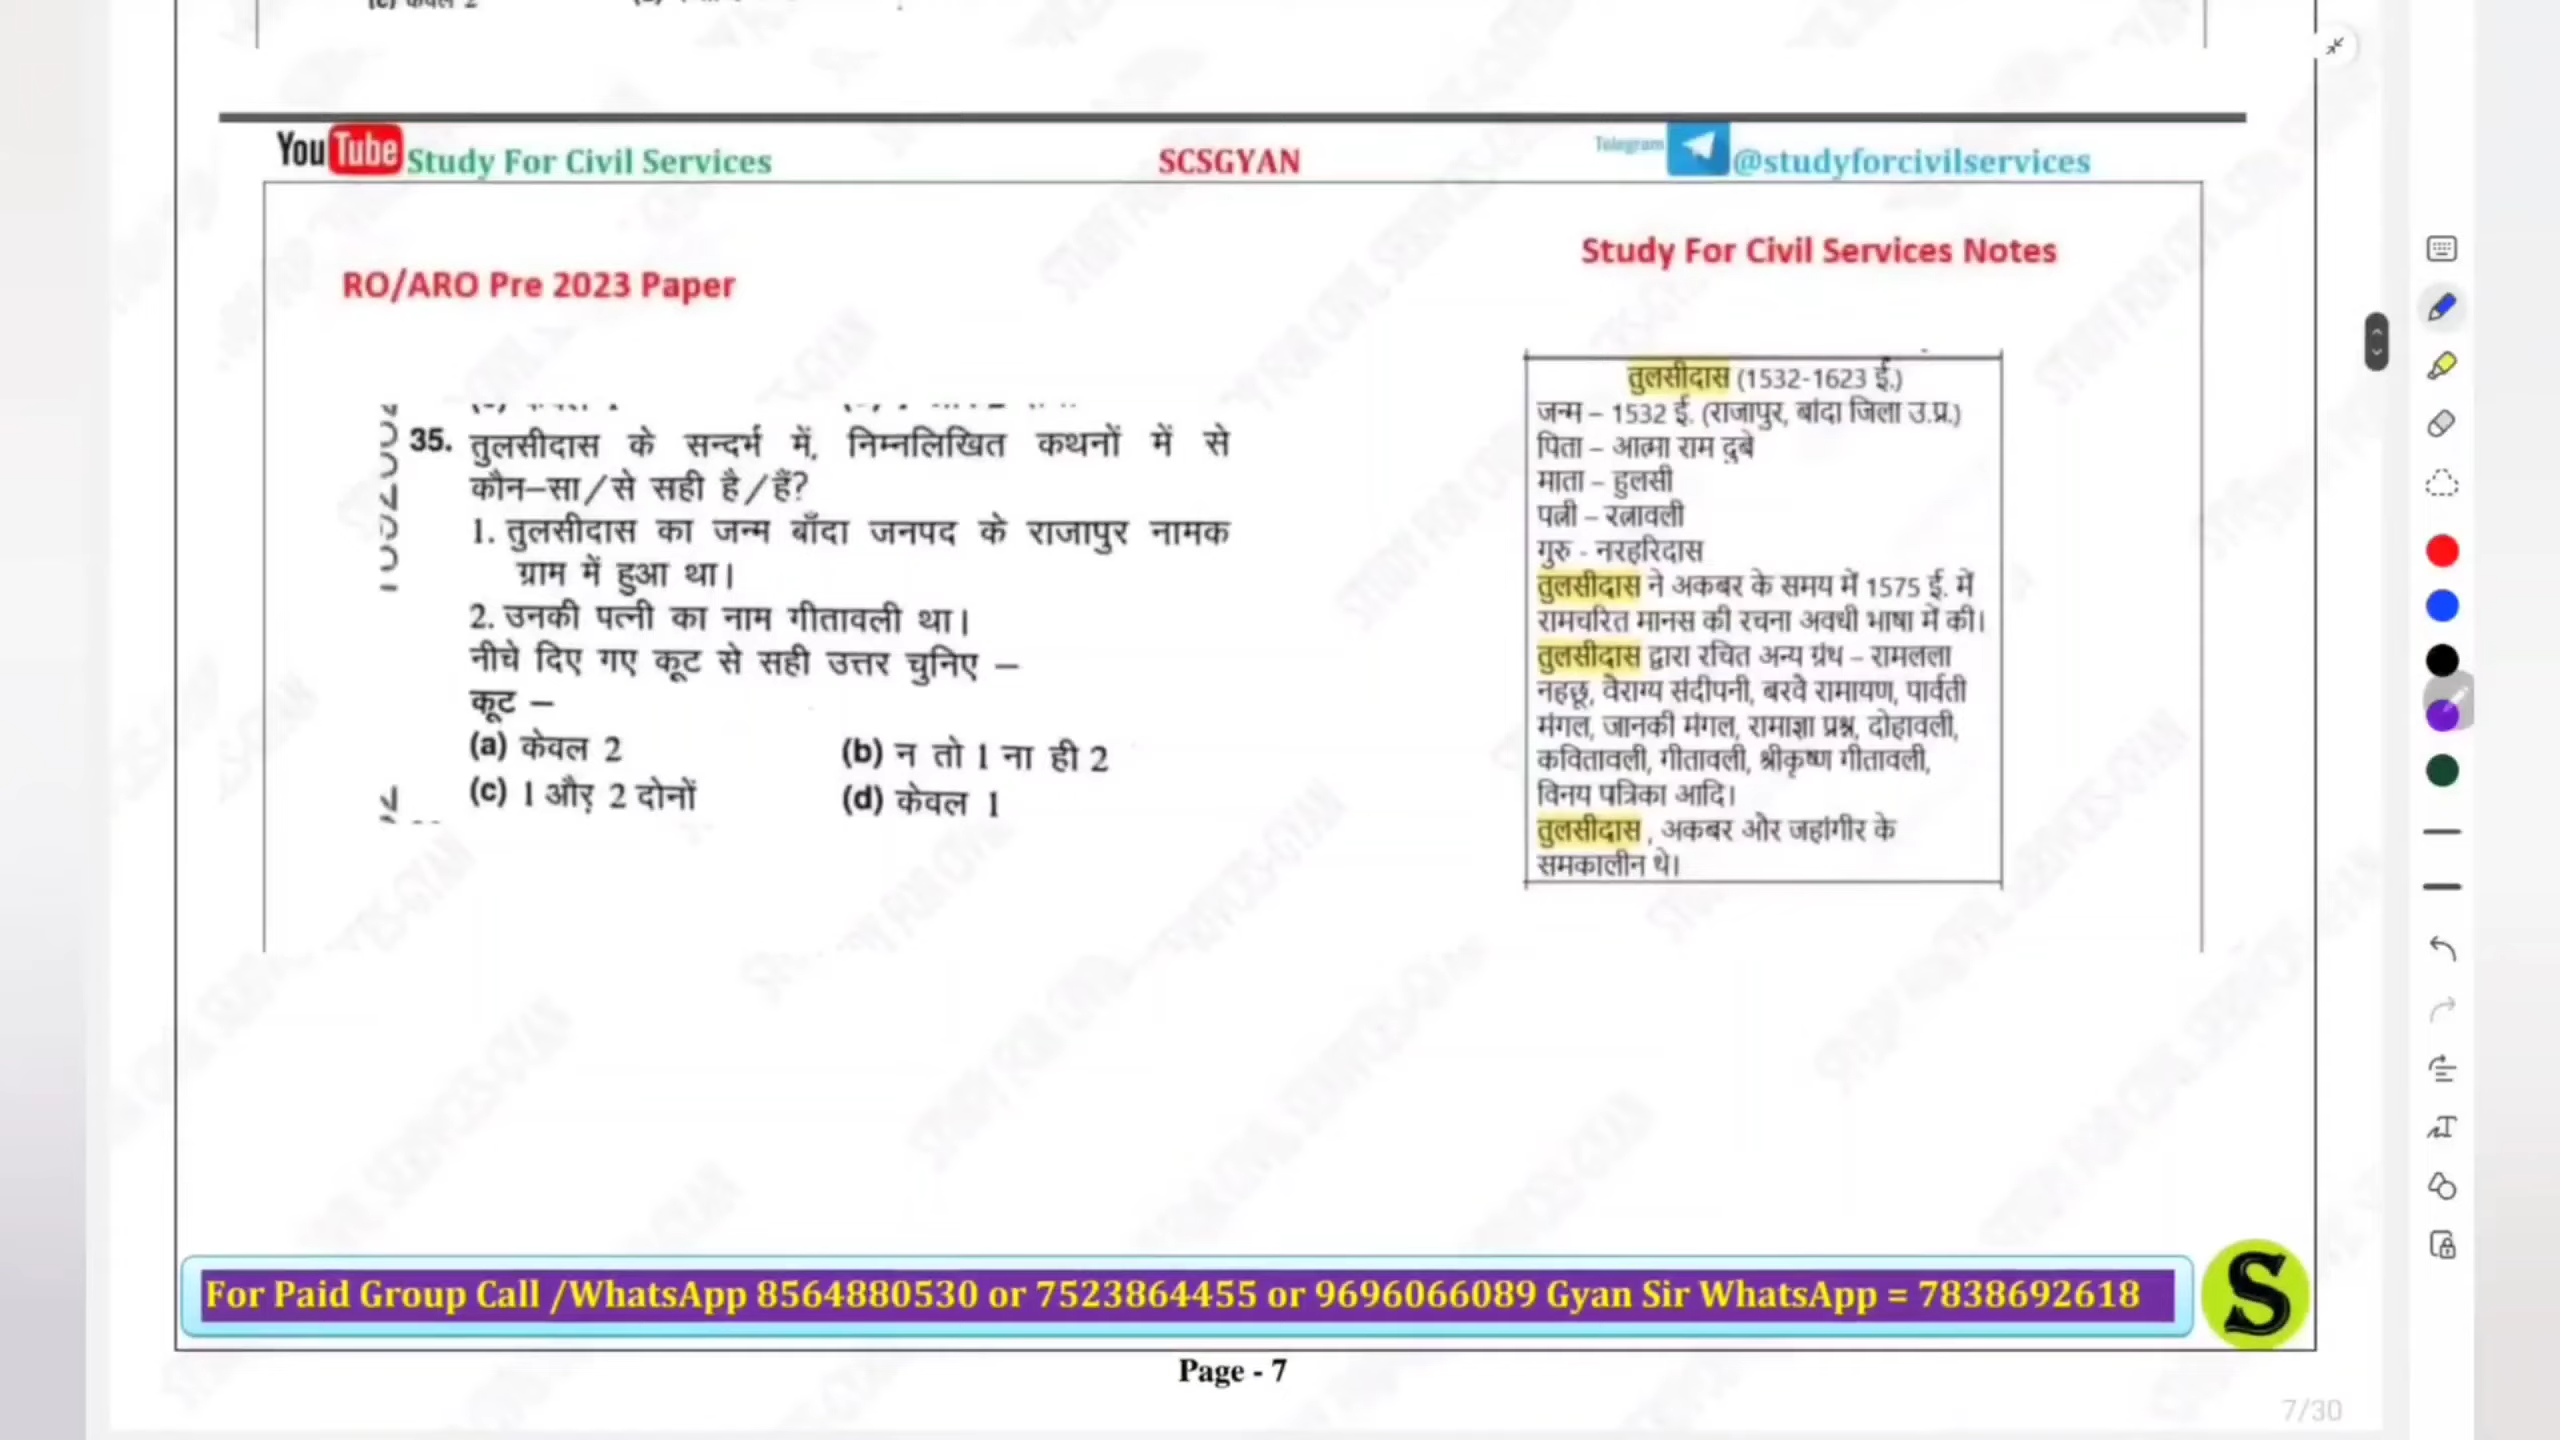 (c) केवल 2
YouTube Study For Civil Services
SCSGYAN
Telegram @studyforcivilservices
RO/ARO Pre 2023 Paper
35. तुलसीदास के सन्दर्भ में, निम्नलिखित कथनों में से
कौन–सा/से सही है/हैं?
1. तुलसीदास का जन्म बाँदा जनपद के राजापुर नामक
ग्राम में हुआ था।
2. उनकी पत्नी का नाम गीतावली था।
नीचे दिए गए कूट से सही उत्तर चुनिए –
कूट –
(a) केवल 2
(b) न तो 1 ना ही 2
(c) 1 और 2 दोनों
(d) केवल 1
Study For Civil Services Notes
तुलसीदास (1532-1623 ई.)
जन्म – 1532 ई. (राजापुर, बांदा जिला उ.प्र.)
पिता – आत्मा राम दुबे
माता – हुलसी
पत्नी – रत्नावली
गुरु - नरहरिदास
तुलसीदास ने अकबर के समय में 1575 ई. में
रामचरित मानस की रचना अवधी भाषा में की।
तुलसीदास द्वारा रचित अन्य ग्रंथ – रामलला
नहछू, वैराग्य संदीपनी, बरवै रामायण, पार्वती
मंगल, जानकी मंगल, रामाज्ञा प्रश्न, दोहावली,
कवितावली, गीतावली, श्रीकृष्ण गीतावली,
विनय पत्रिका आदि।
तुलसीदास , अकबर और जहांगीर के
समकालीन थे।
For Paid Group Call /WhatsApp 8564880530 or 7523864455 or 9696066089 Gyan Sir WhatsApp = 7838692618
S
Page - 7
7/30